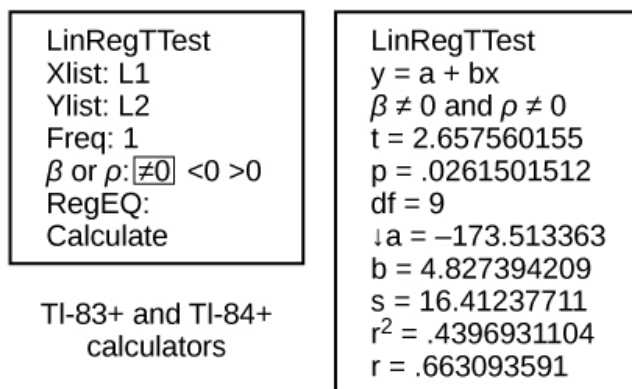 LinRegTTest
Xlist: L1
Ylist: L2
Freq: 1
β or ρ: ≠0 <0 >0
RegEQ:
Calculate
TI-83+ and TI-84+
calculators
LinRegTTest
y = a + bx
β ≠ 0 and ρ ≠ 0
t = 2.657560155
p = .0261501512
df = 9
↓a = –173.513363
b = 4.827394209
s = 16.41237711
r² = .4396931104
r = .663093591